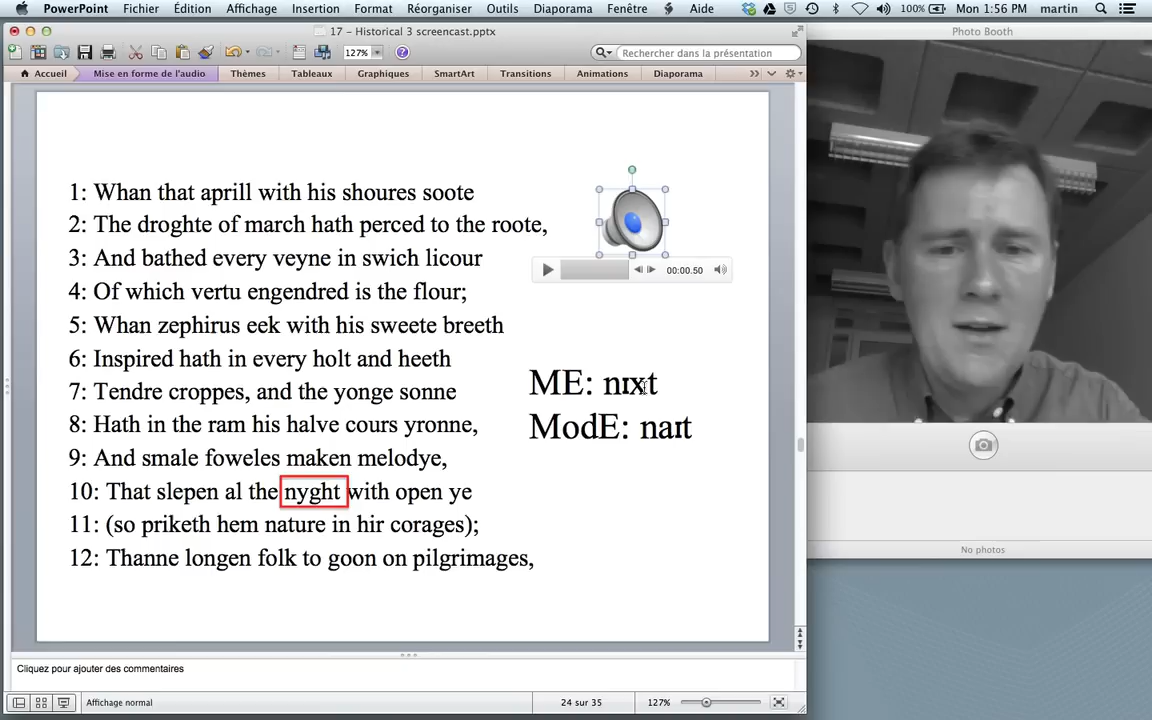 PowerPoint Fichier Édition Affichage Insertion Format Réorganiser Outils Diaporama Fenêtre Aide 100% Mon 1:56 PM martin
17 – Historical 3 screencast.pptx
Photo Booth
127% Rechercher dans la présentation
Accueil Mise en forme de l'audio Thèmes Tableaux Graphiques SmartArt Transitions Animations Diaporama
1: Whan that aprill with his shoures soote
2: The droghte of march hath perced to the roote,
3: And bathed every veyne in swich licour
4: Of which vertu engendred is the flour;
5: Whan zephirus eek with his sweete breeth
6: Inspired hath in every holt and heeth
7: Tendre croppes, and the yonge sonne
8: Hath in the ram his halve cours yronne,
9: And smale foweles maken melodye,
10: That slepen al the nyght with open ye
11: (so priketh hem nature in hir corages);
12: Thanne longen folk to goon on pilgrimages,
00:00.50
ME: nɪxt
ModE: naɪt
No photos
Cliquez pour ajouter des commentaires
Affichage normal 24 sur 35 127%